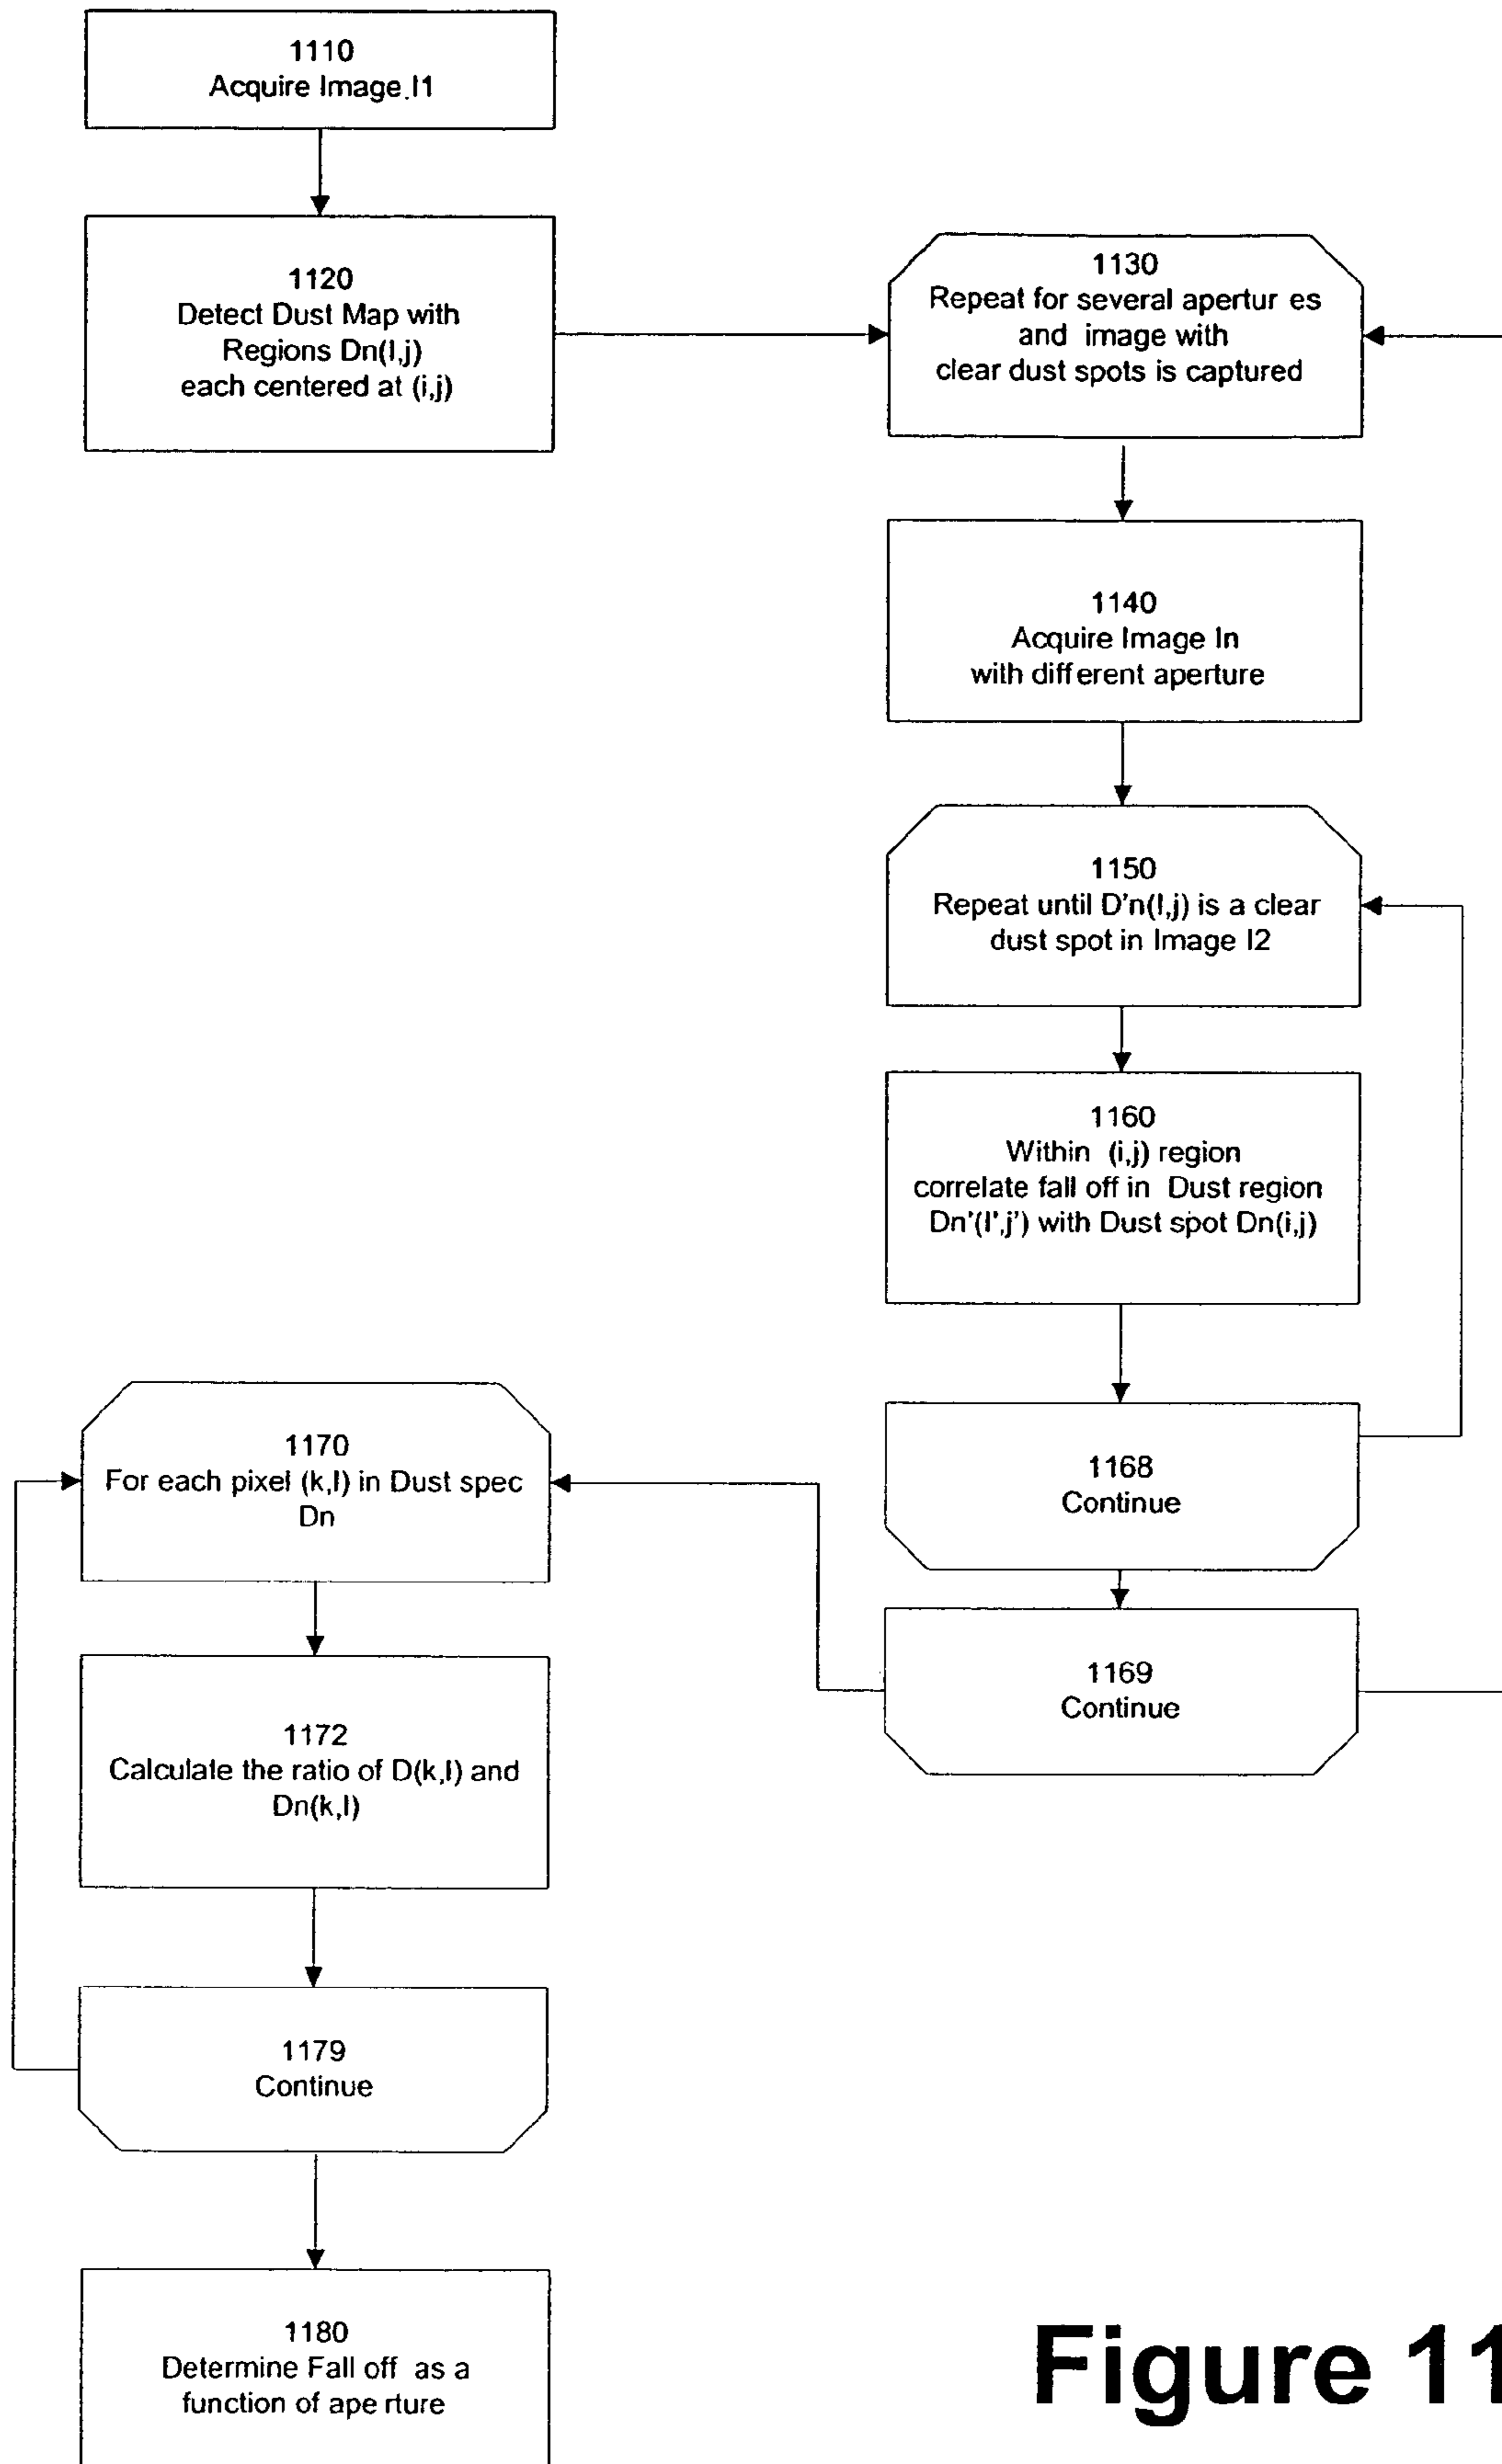 1110
Acquire Image.I1
1120
Detect Dust Map with
Regions Dn(I,j)
each centered at (i,j)
1130
Repeat for several apertur es
and image with
clear dust spots is captured
1140
Acquire Image In
with different aperture
1150
Repeat until D'n(I,j) is a clear
dust spot in Image I2
1160
Within (i,j) region
correlate fall off in Dust region
Dn'(I',j') with Dust spot Dn(i,j)
1168
Continue
1169
Continue
1170
For each pixel (k,l) in Dust spec
Dn
1172
Calculate the ratio of D(k,l) and
Dn(k,l)
1179
Continue
1180
Determine Fall off as a
function of ape rture
Figure 11